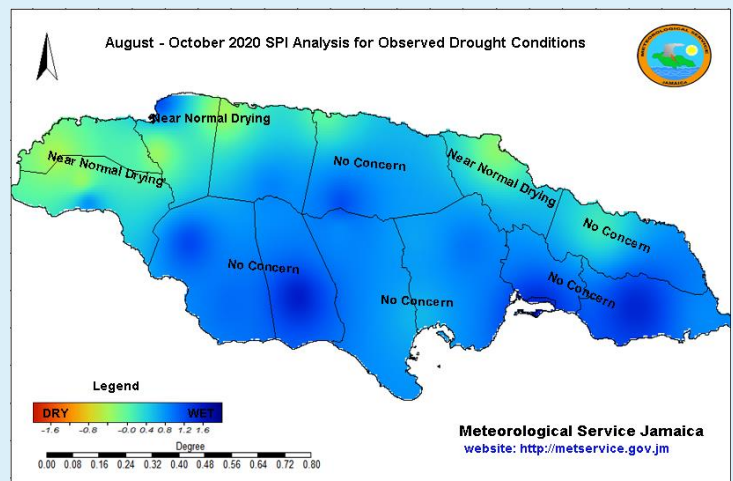 August - October 2020 SPI Analysis for Observed Drought Conditions
METEOROLOGICAL SERVICE
JAMAICA
Near Normal Drying
Near Normal Drying
No Concern
Near Normal Drying
No Concern
No Concern
No Concern
No Concern
Legend
DRY WET
-1.6 -0.8 -0.0 0.4 0.8 1.2 1.6
Degree
0.00 0.08 0.16 0.24 0.32 0.40 0.48 0.56 0.64 0.72 0.80
Meteorological Service Jamaica
website: http://metservice.gov.jm